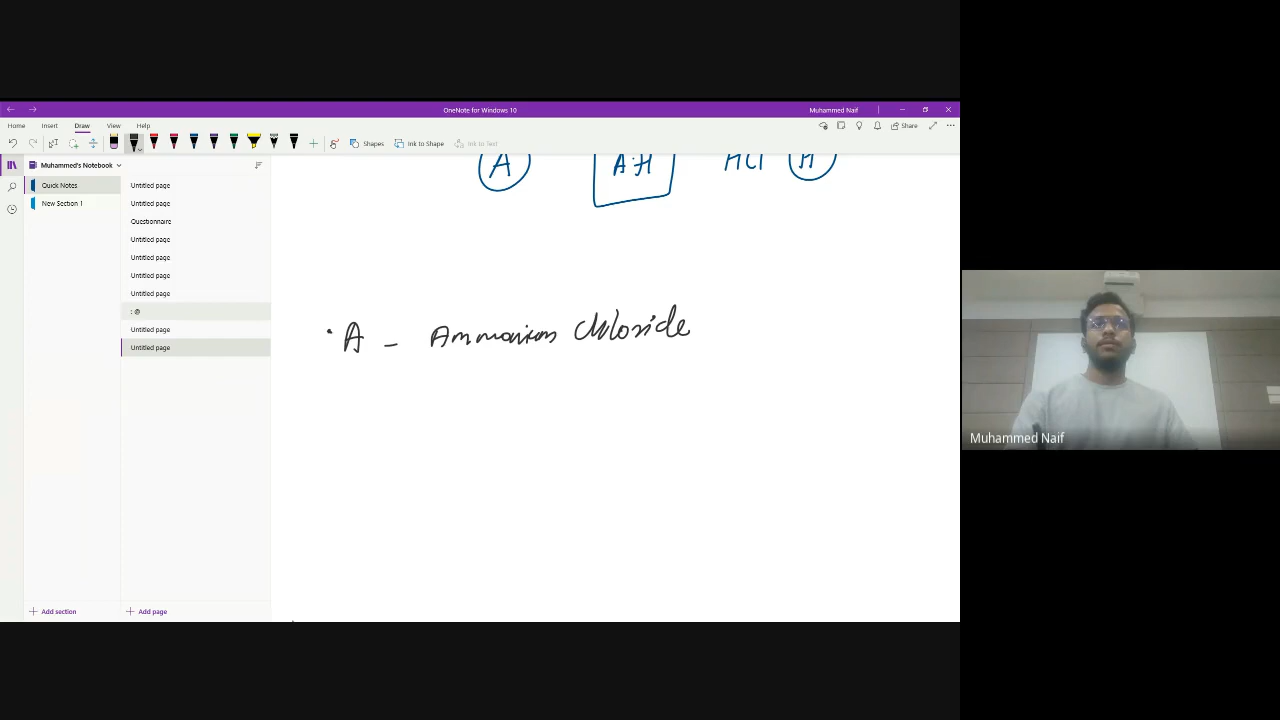 OneNote for Windows 10
Muhammed Naif
Home Insert Draw View Help
Shapes Ink to Shape Ink to Text Share
Muhammed's Notebook
Quick Notes
New Section 1
Untitled page
Untitled page
Questionnaire
Untitled page
Untitled page
Untitled page
Untitled page
: @
Untitled page
Untitled page
Add section
Add page
A A:H HCl H
· A - Ammonium Chloride
Muhammed Naif